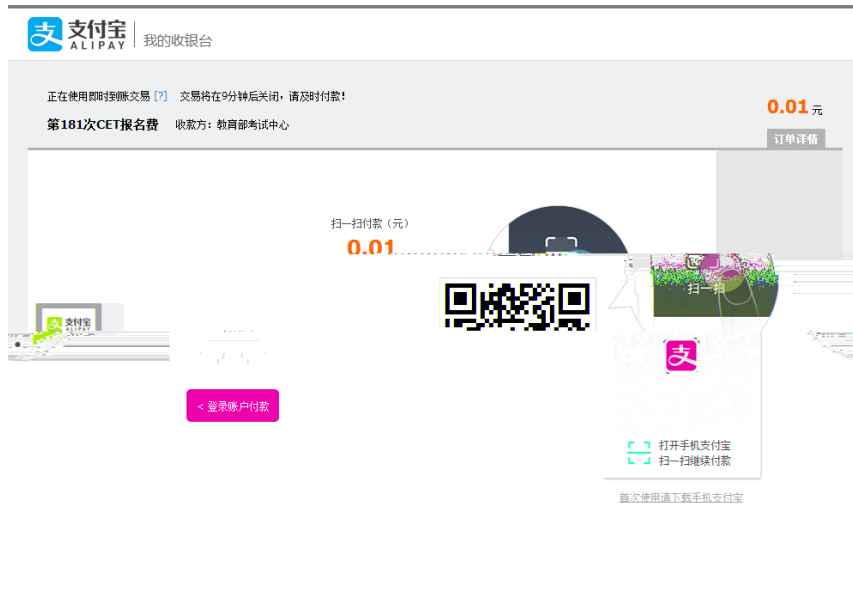 支付宝
ALIPAY
我的收银台
正在使用即时到账交易 [?] 交易将在9分钟后关闭，请及时付款！
0.01 元
第181次CET报名费 收款方：教育部考试中心
订单详情
扫一扫付款（元）
0.01
扫一扫
支付宝
ALIPAY
支
< 登录账户付款
打开手机支付宝
扫一扫继续付款
首次使用请下载手机支付宝